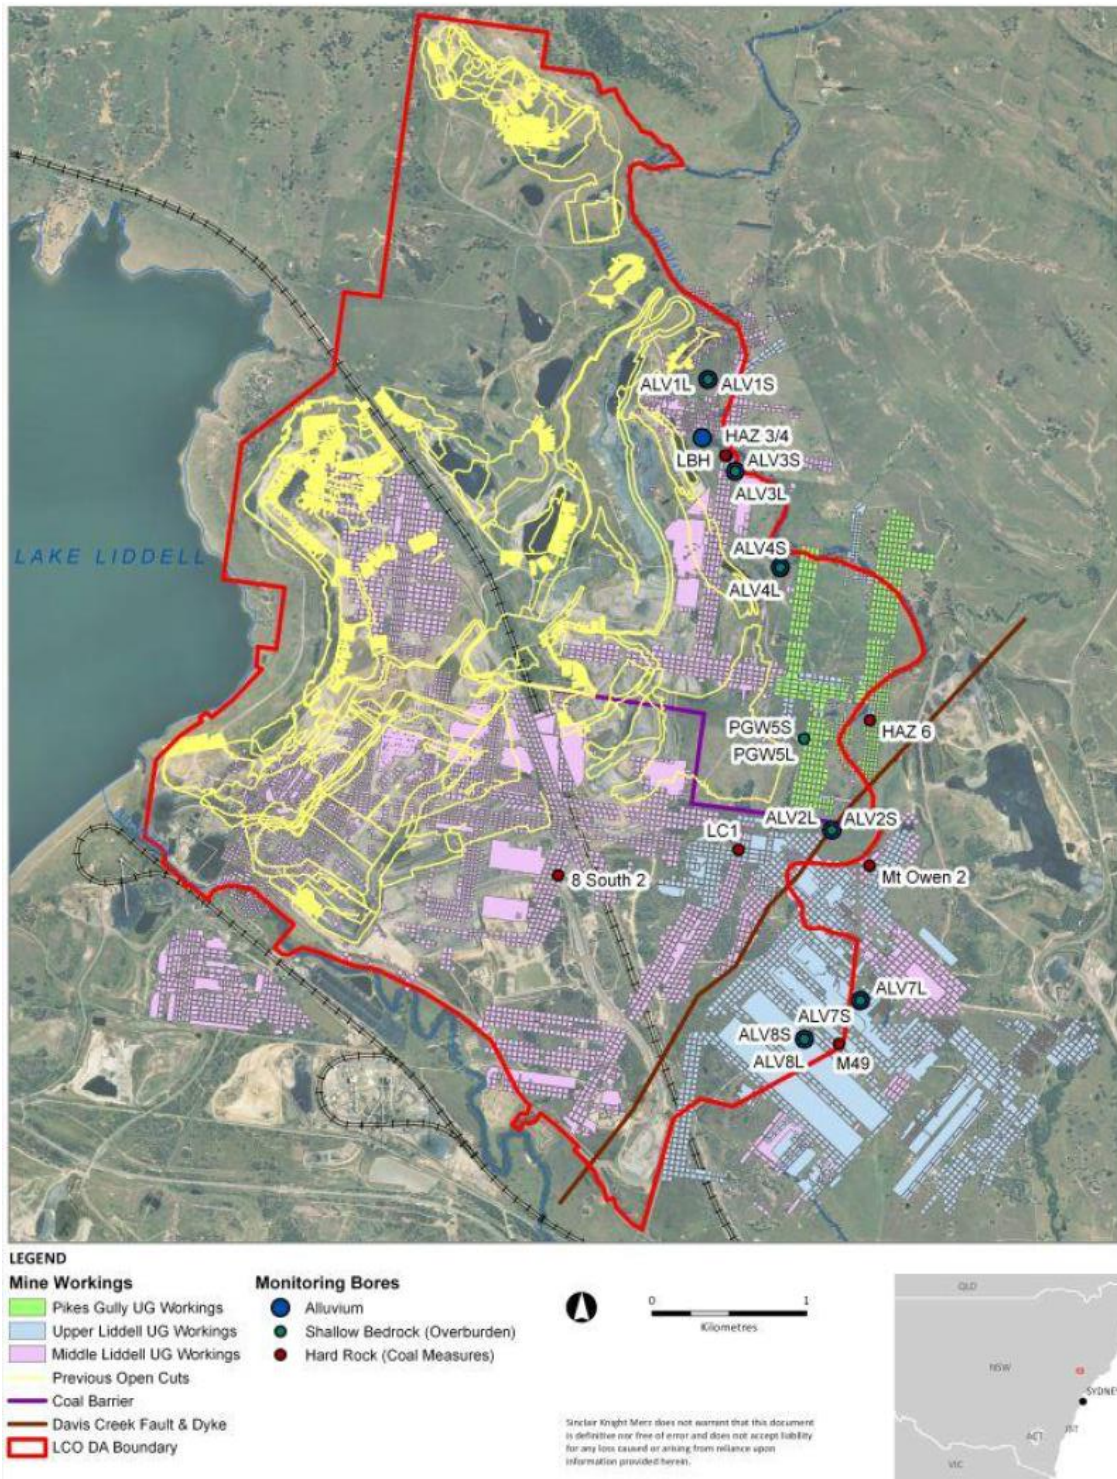 ALV1L
ALV1S
HAZ 3/4
LBH
ALV3S
ALV3L
LAKE LIDDELL
ALV4S
ALV4L
PGW5S
HAZ 6
PGW5L
ALV2L
ALV2S
LC1
8 South 2
Mt Owen 2
ALV7L
ALV7S
ALV8S
ALV8L
M49
LEGEND
Mine Workings
Pikes Gully UG Workings
Upper Liddell UG Workings
Middle Liddell UG Workings
Previous Open Cuts
Coal Barrier
Davis Creek Fault & Dyke
LCO DA Boundary
Monitoring Bores
Alluvium
Shallow Bedrock (Overburden)
Hard Rock (Coal Measures)
0 1
Kilometres
Sinclair Knight Merz does not warrant that this document
is definitive nor free of error and does not accept liability
for any loss caused or arising from reliance upon
information provided herein.
QLD
NSW
SYDNEY
ACT
VIC